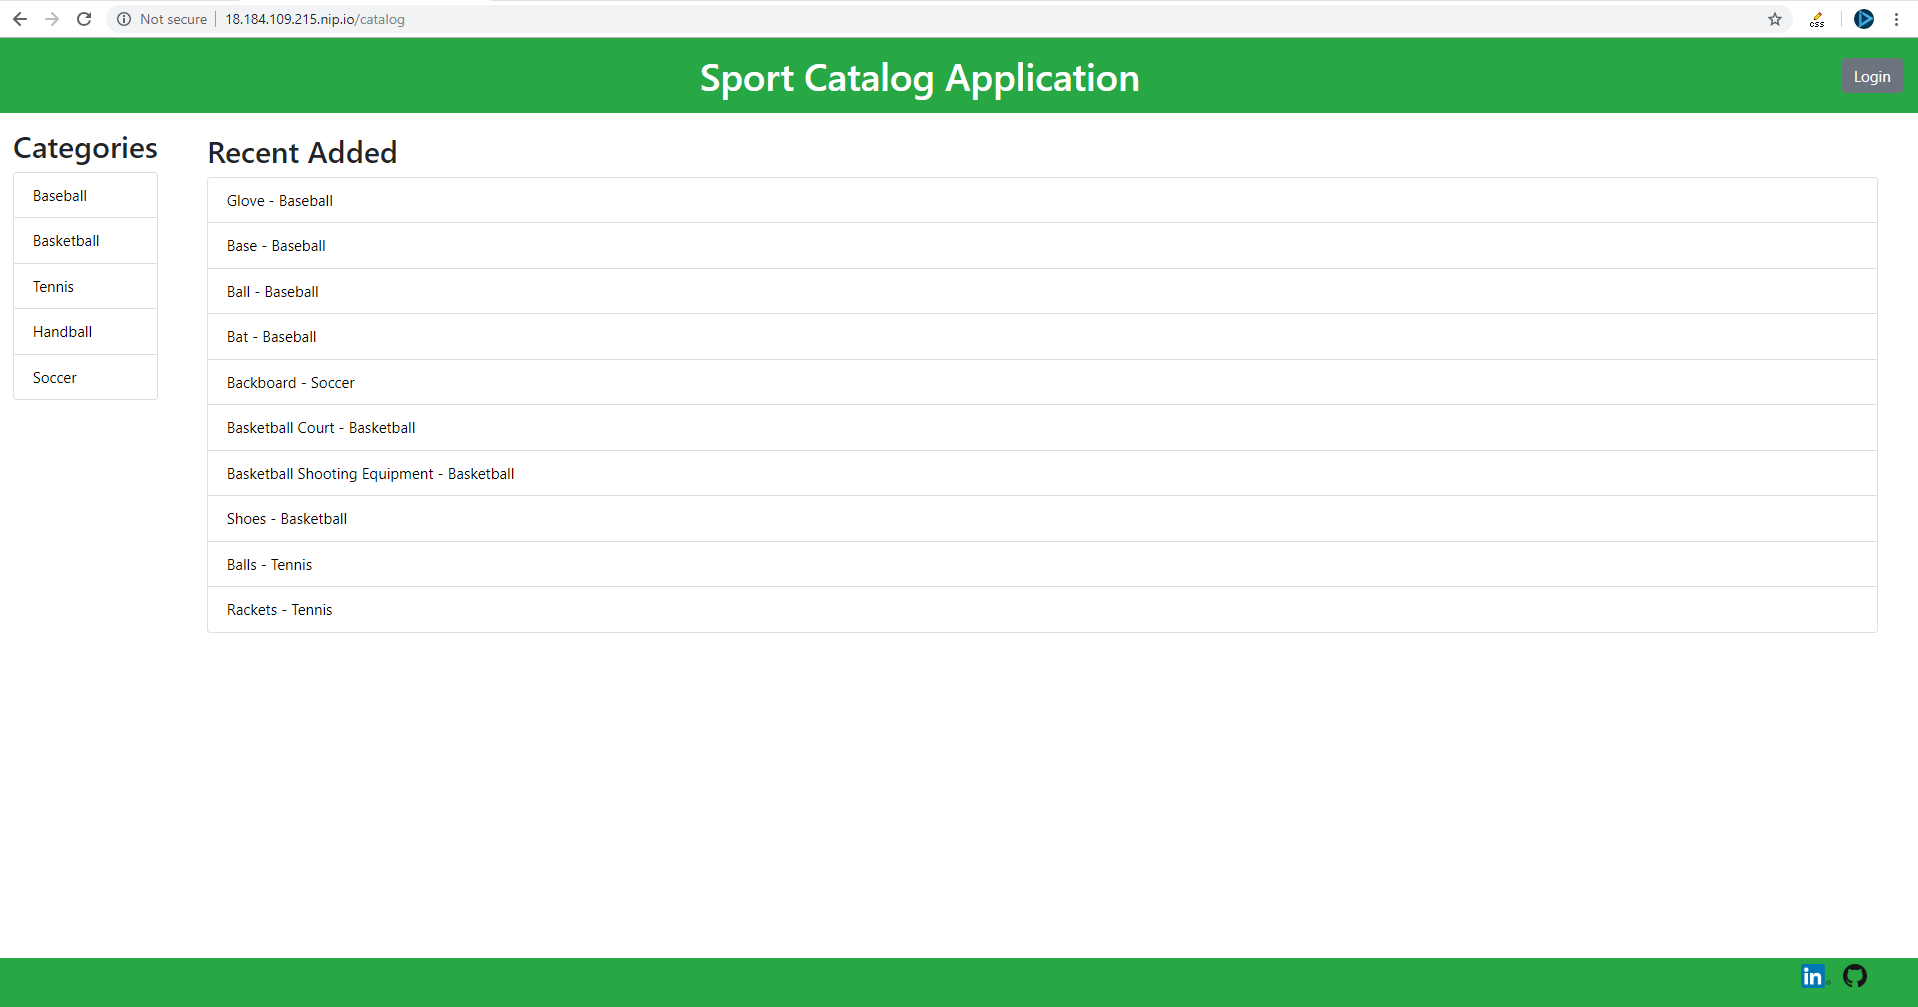 Not secure | 18.184.109.215.nip.io/catalog
css
Sport Catalog Application
Login
Categories
Baseball
Basketball
Tennis
Handball
Soccer
Recent Added
Glove - Baseball
Base - Baseball
Ball - Baseball
Bat - Baseball
Backboard - Soccer
Basketball Court - Basketball
Basketball Shooting Equipment - Basketball
Shoes - Basketball
Balls - Tennis
Rackets - Tennis
in